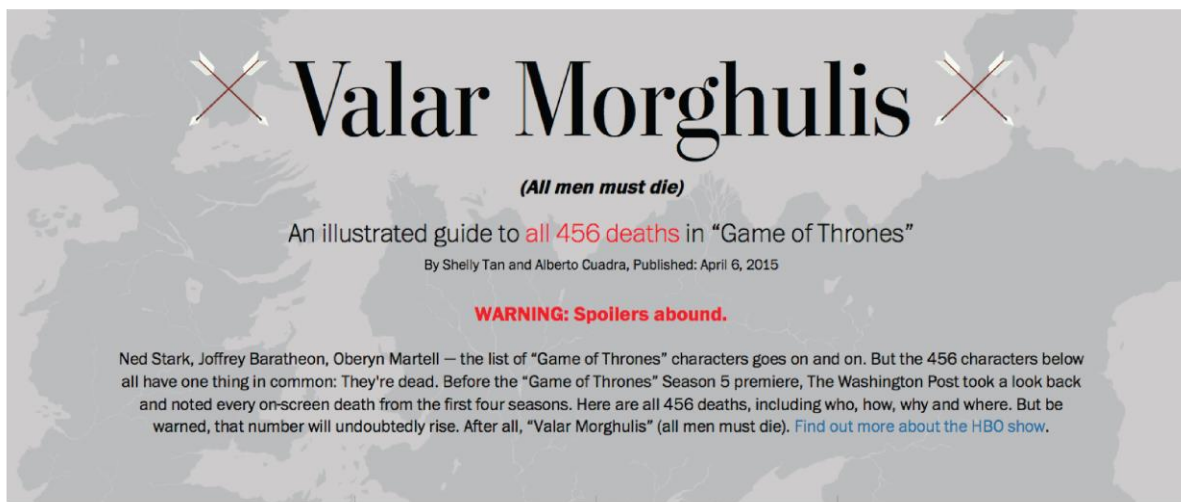 Valar Morghulis
(All men must die)
An illustrated guide to all 456 deaths in “Game of Thrones”
By Shelly Tan and Alberto Cuadra, Published: April 6, 2015
WARNING: Spoilers abound.
Ned Stark, Joffrey Baratheon, Oberyn Martell — the list of “Game of Thrones” characters goes on and on. But the 456 characters below
all have one thing in common: They're dead. Before the “Game of Thrones” Season 5 premiere, The Washington Post took a look back
and noted every on-screen death from the first four seasons. Here are all 456 deaths, including who, how, why and where. But be
warned, that number will undoubtedly rise. After all, “Valar Morghulis” (all men must die). Find out more about the HBO show.